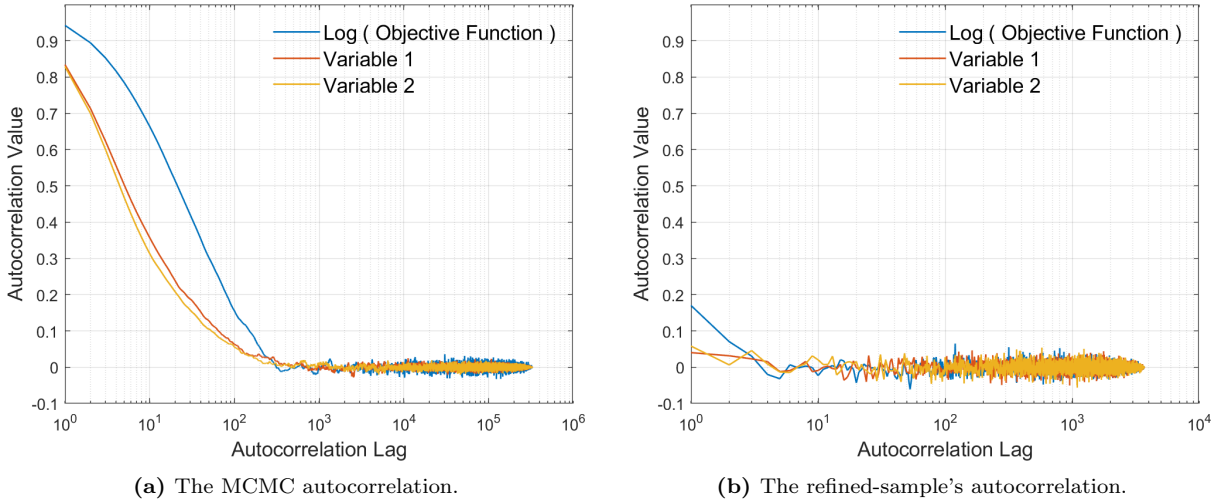 0.9
0.8
0.7
0.6
0.5
0.4
0.3
0.2
0.1
0
-0.1
Autocorrelation Value
Log ( Objective Function )
Variable 1
Variable 2
10^0 10^1 10^2 10^3 10^4 10^5 10^6
Autocorrelation Lag
(a) The MCMC autocorrelation.
0.9
0.8
0.7
0.6
0.5
0.4
0.3
0.2
0.1
0
-0.1
Autocorrelation Value
Log ( Objective Function )
Variable 1
Variable 2
10^0 10^1 10^2 10^3 10^4
Autocorrelation Lag
(b) The refined-sample's autocorrelation.